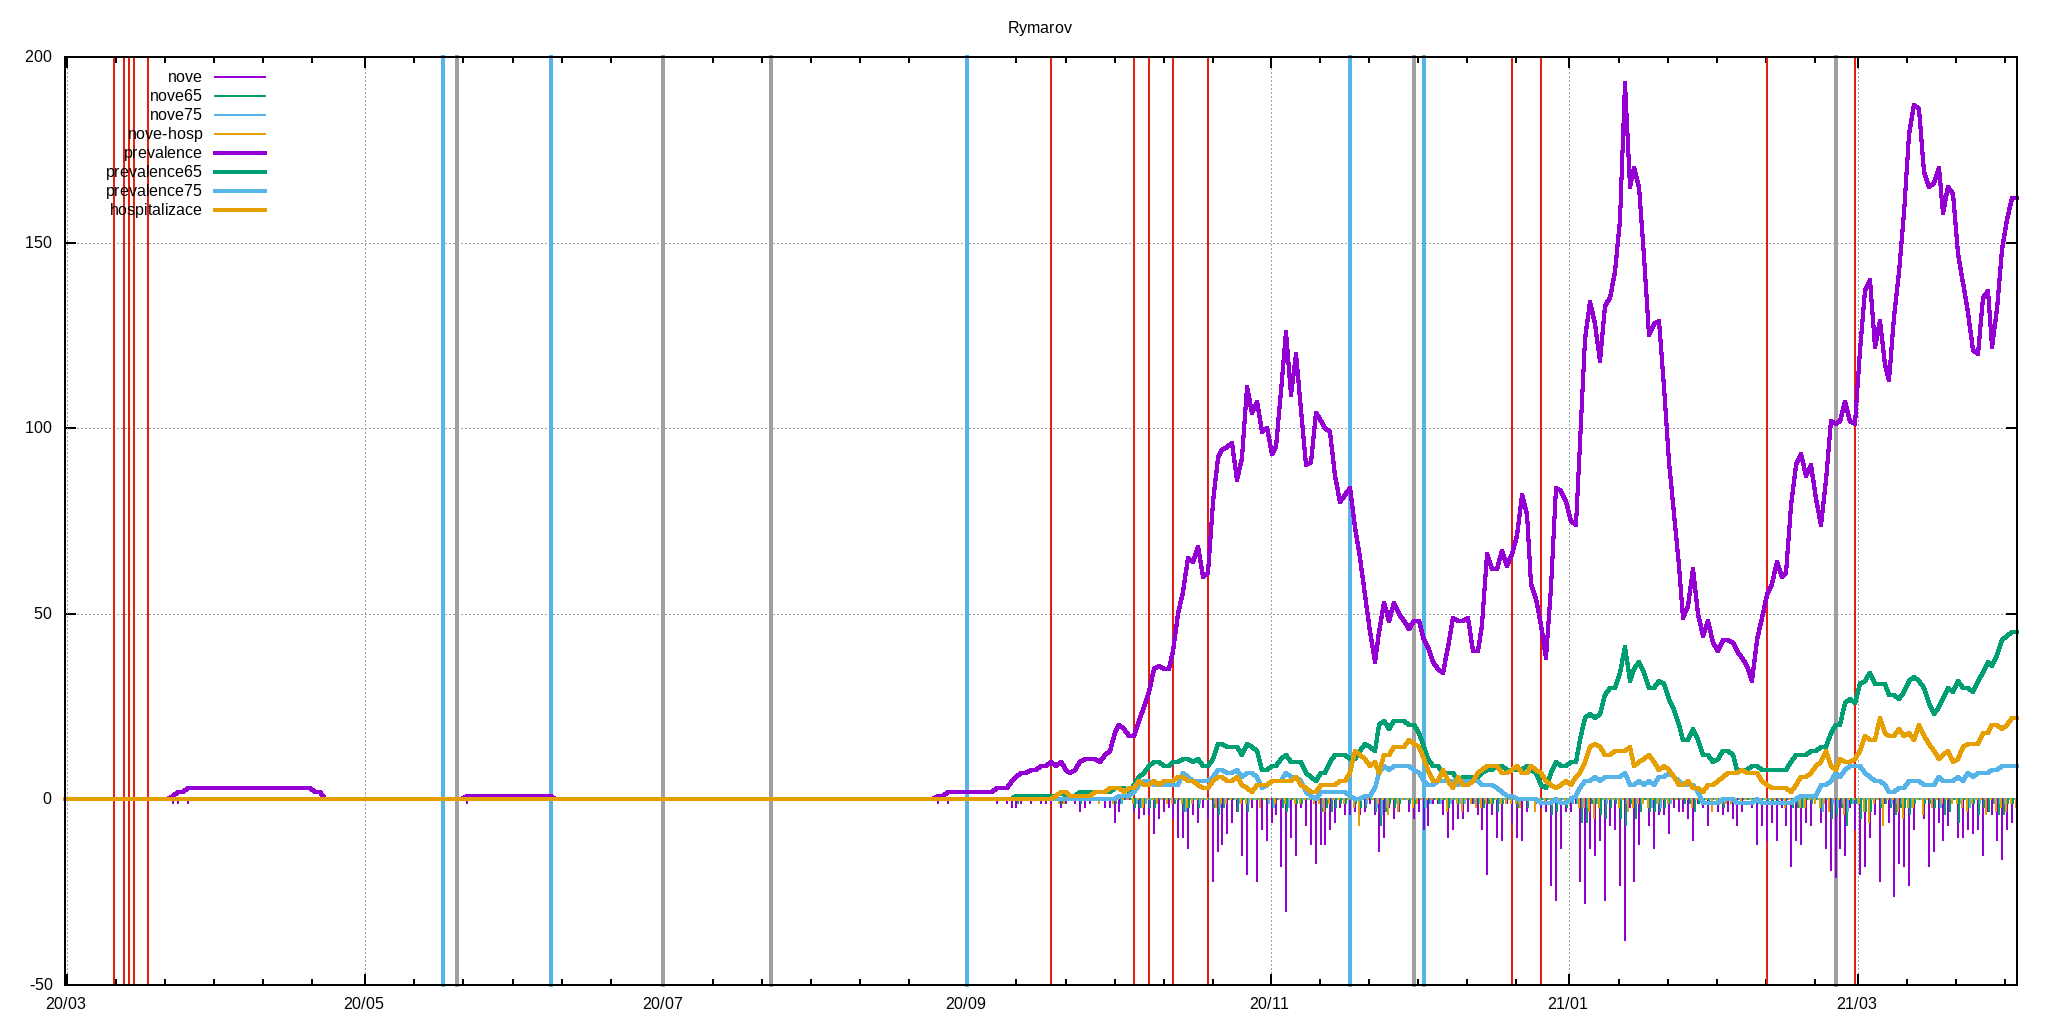 Rymarov
200
nove
nove65
nove75
nove-hosp
prevalence
prevalence65
prevalence75
hospitalizace
150
100
50
0
-50
20/03 20/05 20/07 20/09 20/11 21/01 21/03